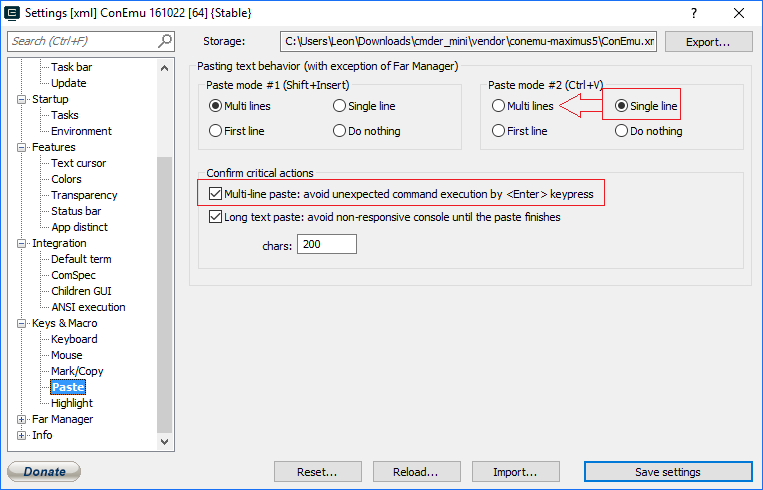 Settings [xml] ConEmu 161022 [64] {Stable}
Search (Ctrl+F)
Storage:
C:\Users\Leon\Downloads\cmder_mini\vendor\conemu-maximus5\ConEmu.xm
Export...
Task bar
Update
Startup
Tasks
Environment
Features
Text cursor
Colors
Transparency
Status bar
App distinct
Integration
Default term
ComSpec
Children GUI
ANSI execution
Keys & Macro
Keyboard
Mouse
Mark/Copy
Paste
Highlight
Far Manager
Info
Pasting text behavior (with exception of Far Manager)
Paste mode #1 (Shift+Insert)
Multi lines
Single line
First line
Do nothing
Paste mode #2 (Ctrl+V)
Multi lines
Single line
First line
Do nothing
Confirm critical actions
Multi-line paste: avoid unexpected command execution by <Enter> keypress
Long text paste: avoid non-responsive console until the paste finishes
chars:
200
Donate
Reset...
Reload...
Import...
Save settings